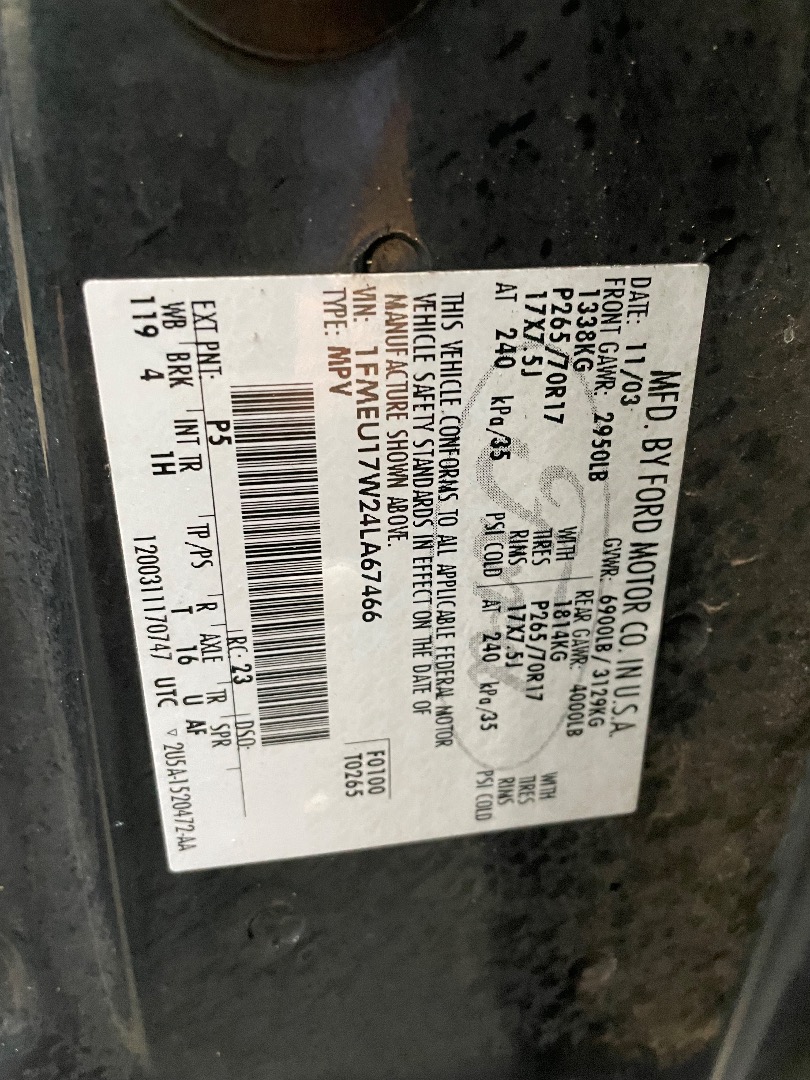 MFD. BY FORD MOTOR CO. IN U.S.A.
DATE: 11/03 GVWR: 6900LB/3129KG
FRONT GAWR: 2950LB REAR GAWR: 4000LB
1338KG WITH 1814KG WITH
P265/70R17 TIRES P265/70R17 TIRES
17X7.5J RIMS 17X7.5J RIMS
AT 240 kPa/35 PSI COLD AT 240 kPa/35 PSI COLD
THIS VEHICLE CONFORMS TO ALL APPLICABLE FEDERAL MOTOR
VEHICLE SAFETY STANDARDS IN EFFECT ON THE DATE OF
MANUFACTURE SHOWN ABOVE.
VIN: 1FMEU17W24LA67466 F0100
TYPE: MPV T0265
EXT PNT: P5 RC: 23 DSO:
WB BRK INT TR TP/PS R AXLE TR SPR
119 4 1H T 16 U AF
1200311170747 UTC ▽ 2U5A-1520472-AA
Ford